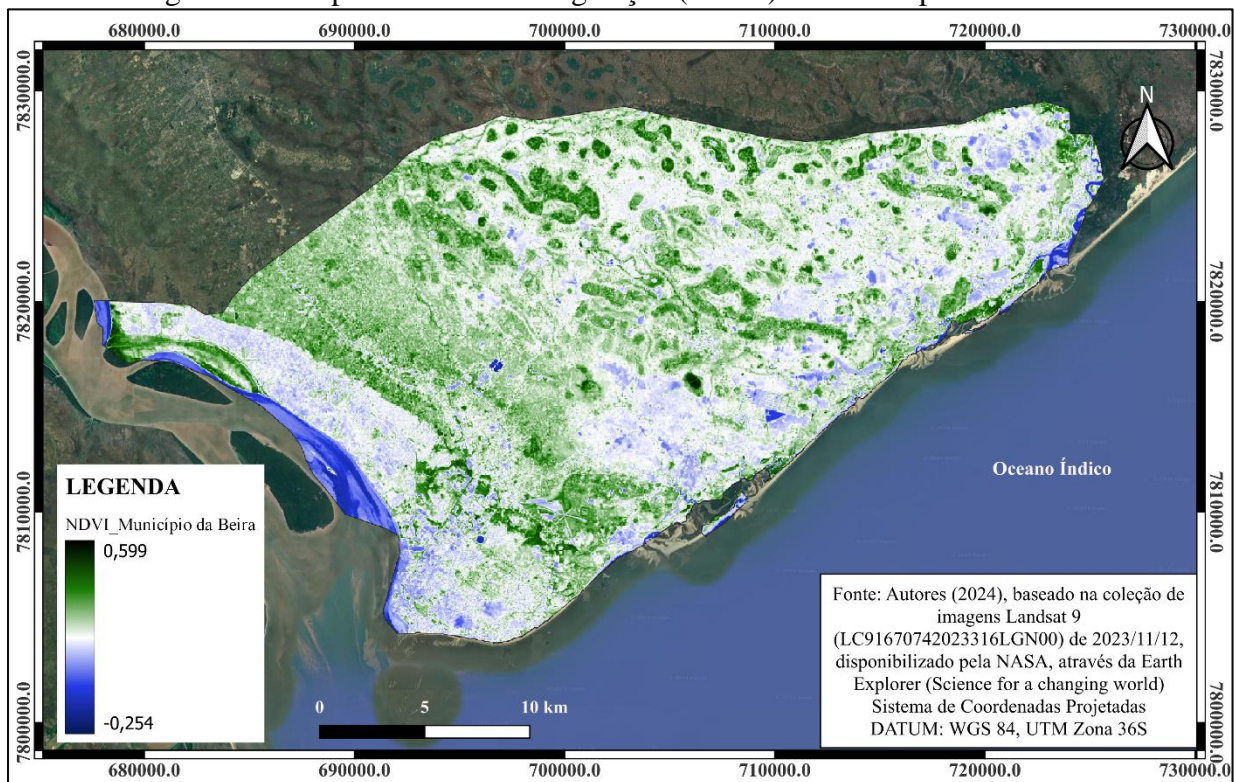 680000.0 690000.0 700000.0 710000.0 720000.0 730000.0
7830000.0
7820000.0
7810000.0
7800000.0
7830000.0
7820000.0
7810000.0
7800000.0
N
Oceano Índico
LEGENDA
NDVI_Município da Beira
0,599
-0,254
0 5 10 km
Fonte: Autores (2024), baseado na coleção de
imagens Landsat 9
(LC91670742023316LGN00) de 2023/11/12,
disponibilizado pela NASA, através da Earth
Explorer (Science for a changing world)
Sistema de Coordenadas Projetadas
DATUM: WGS 84, UTM Zona 36S
680000.0 690000.0 700000.0 710000.0 720000.0 730000.0